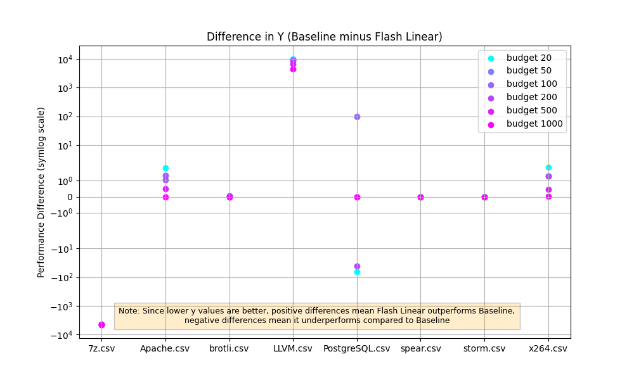 Difference in Y (Baseline minus Flash Linear)
Performance Difference (symlog scale)
10⁴
10³
10²
10¹
10⁰
0
−10⁰
−10¹
−10²
−10³
−10⁴
budget 20
budget 50
budget 100
budget 200
budget 500
budget 1000
Note: Since lower y values are better, positive differences mean Flash Linear outperforms Baseline,
negative differences mean it underperforms compared to Baseline
7z.csv Apache.csv brotli.csv LLVM.csv PostgreSQL.csv spear.csv storm.csv x264.csv